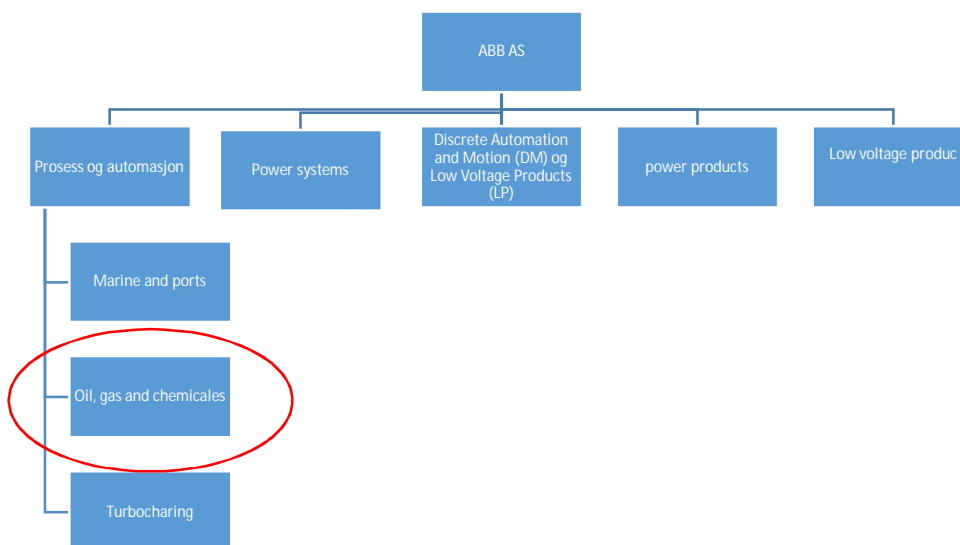 ABB AS
Prosess og automasjon
Power systems
Discrete Automation
and Motion (DM) og
Low Voltage Products
(LP)
power products
Low voltage produc
Marine and ports
Oil, gas and chemicales
Turbocharing